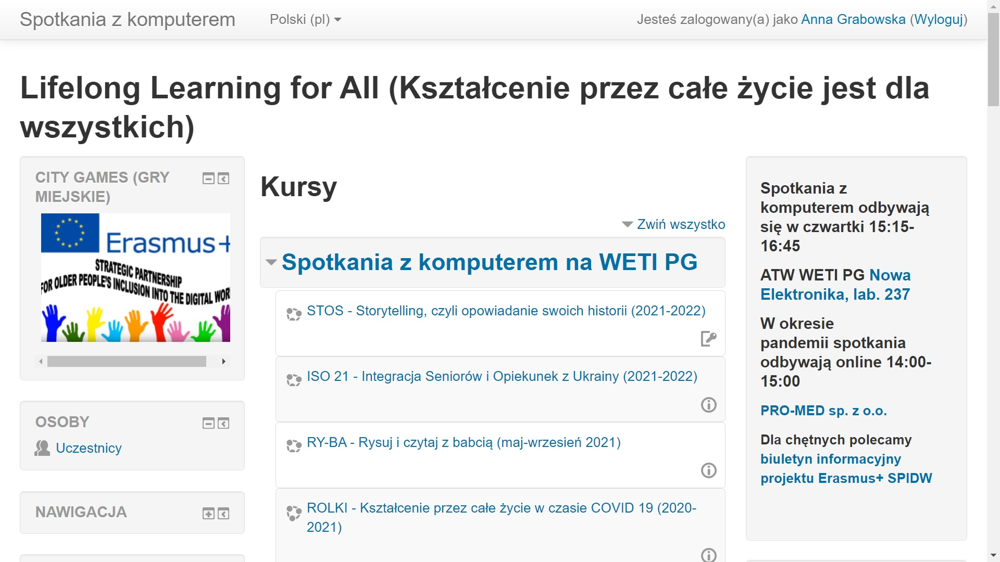 Spotkania z komputerem
Polski (pl)
Jesteś zalogowany(a) jako Anna Grabowska (Wyloguj)
Lifelong Learning for All (Kształcenie przez całe życie jest dla
wszystkich)
CITY GAMES (GRY
MIEJSKIE)
Erasmus+
STRATEGIC PARTNERSHIP
FOR OLDER PEOPLE'S INCLUSION INTO THE DIGITAL WOR
OSOBY
Uczestnicy
NAWIGACJA
Kursy
Zwiń wszystko
Spotkania z komputerem na WETI PG
STOS - Storytelling, czyli opowiadanie swoich historii (2021-2022)
ISO 21 - Integracja Seniorów i Opiekunek z Ukrainy (2021-2022)
RY-BA - Rysuj i czytaj z babcią (maj-wrzesień 2021)
ROLKI - Kształcenie przez całe życie w czasie COVID 19 (2020-
2021)
Spotkania z
komputerem odbywają
się w czwartki 15:15-
16:45
ATW WETI PG Nowa
Elektronika, lab. 237
W okresie
pandemii spotkania
odbywają online 14:00-
15:00
PRO-MED sp. z o.o.
Dla chętnych polecamy
biuletyn informacyjny
projektu Erasmus+ SPIDW